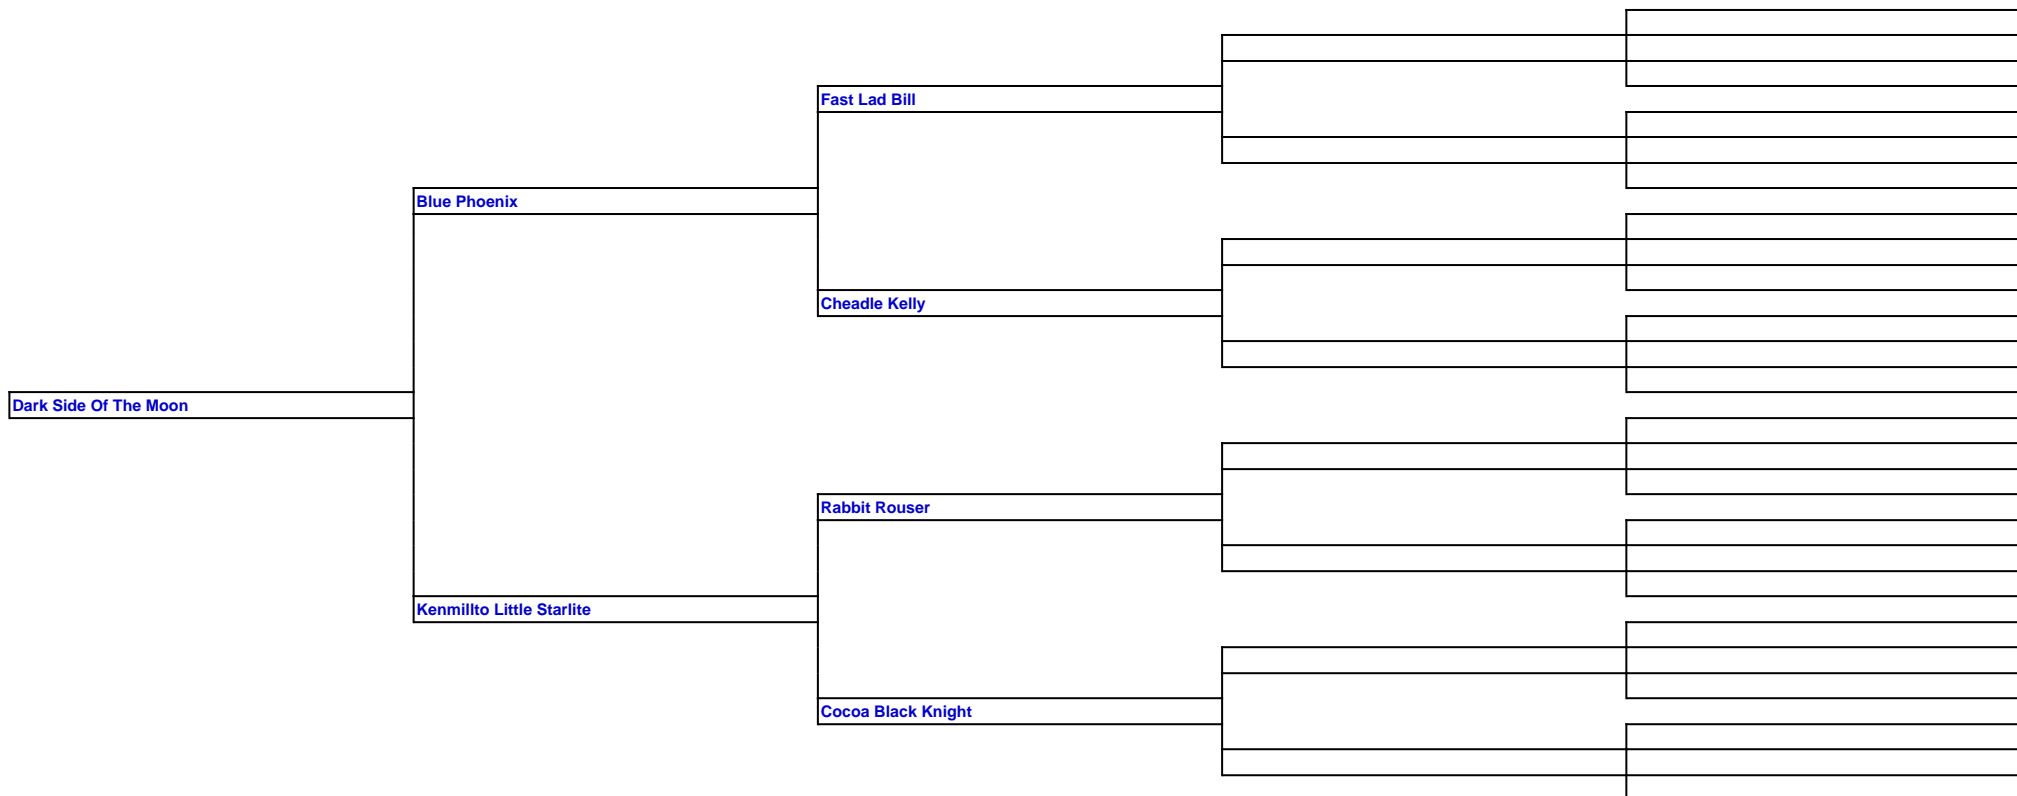 Fast Lad Bill
Blue Phoenix
Cheadle Kelly
Dark Side Of The Moon
Rabbit Rouser
Kenmillto Little Starlite
Cocoa Black Knight